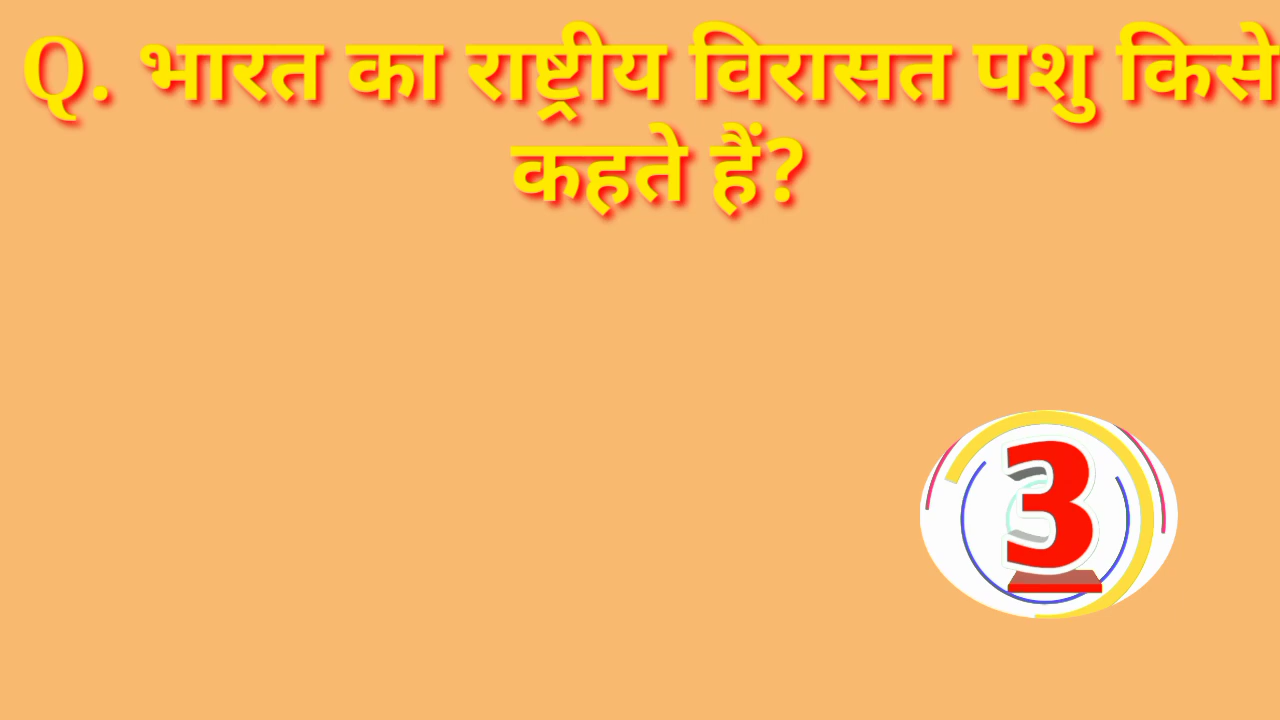 Q. भारत का राष्ट्रीय विरासत पशु किसे
कहते हैं?
3